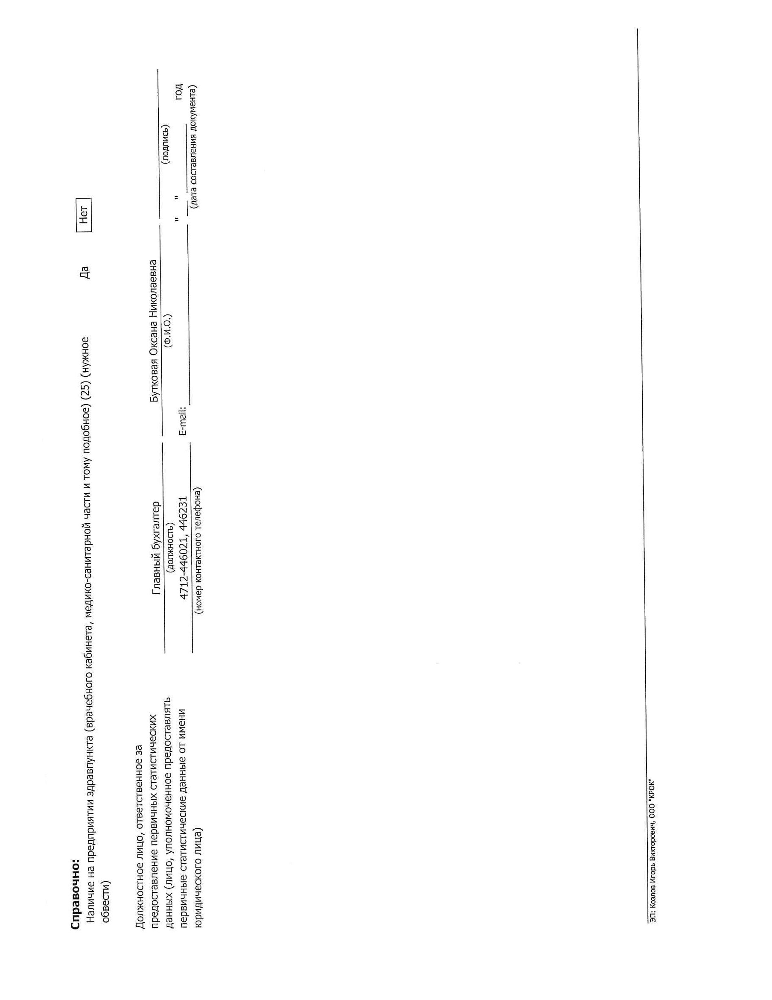 Справочно:
Наличие на предприятии здравпункта (врачебного кабинета, медико-санитарной части и тому подобное) (25) (нужное обвести) Да Нет
Должностное лицо, ответственное за
предоставление первичных статистических
данных (лицо, уполномоченное предоставлять
первичные статистические данные от имени
юридического лица)
Главный бухгалтер Бутковая Оксана Николаевна
(должность) (Ф.И.О.) (подпись)
4712-446021, 446231 E-mail: " " год
(номер контактного телефона) (дата составления документа)
ЭП: Козлов Игорь Викторович, ООО "КРОК"